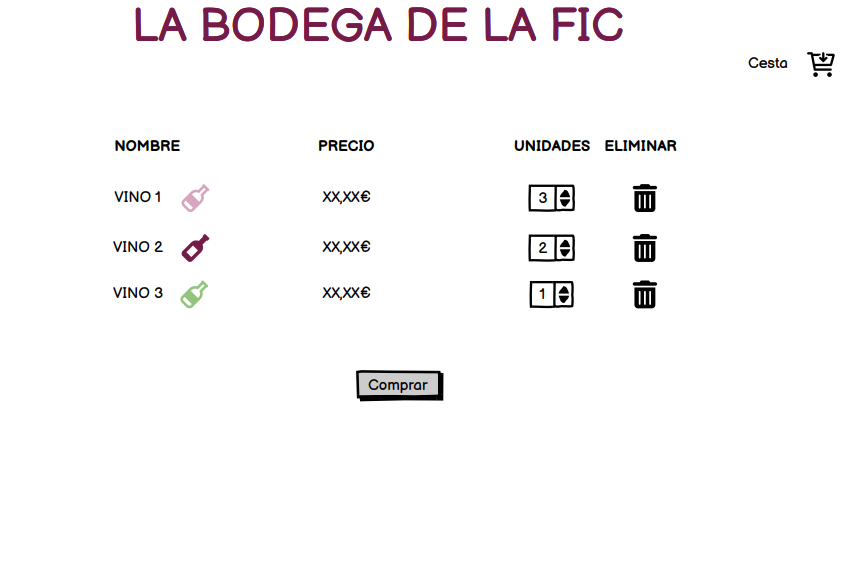 LA BODEGA DE LA FIC
Cesta
NOMBRE PRECIO UNIDADES ELIMINAR
VINO 1 XX,XX€ 3
VINO 2 XX,XX€ 2
VINO 3 XX,XX€ 1
Comprar